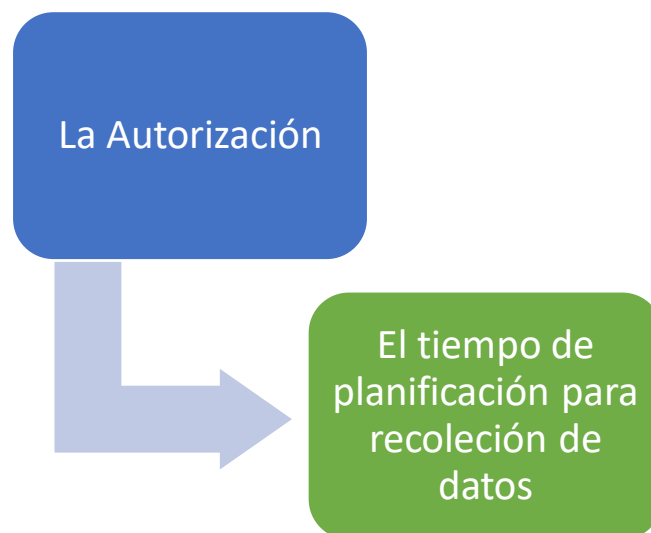 La Autorización
El tiempo de
planificación para
recoleción de
datos